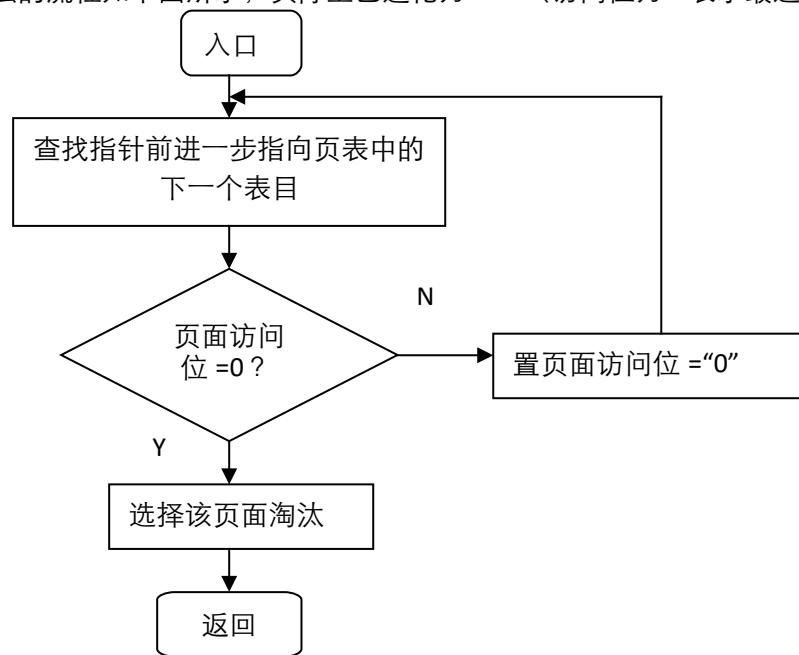 入口
查找指针前进一步指向页表中的
下一个表目
N
页面访问
位 =0？
置页面访问位 =“0”
Y
选择该页面淘汰
返回